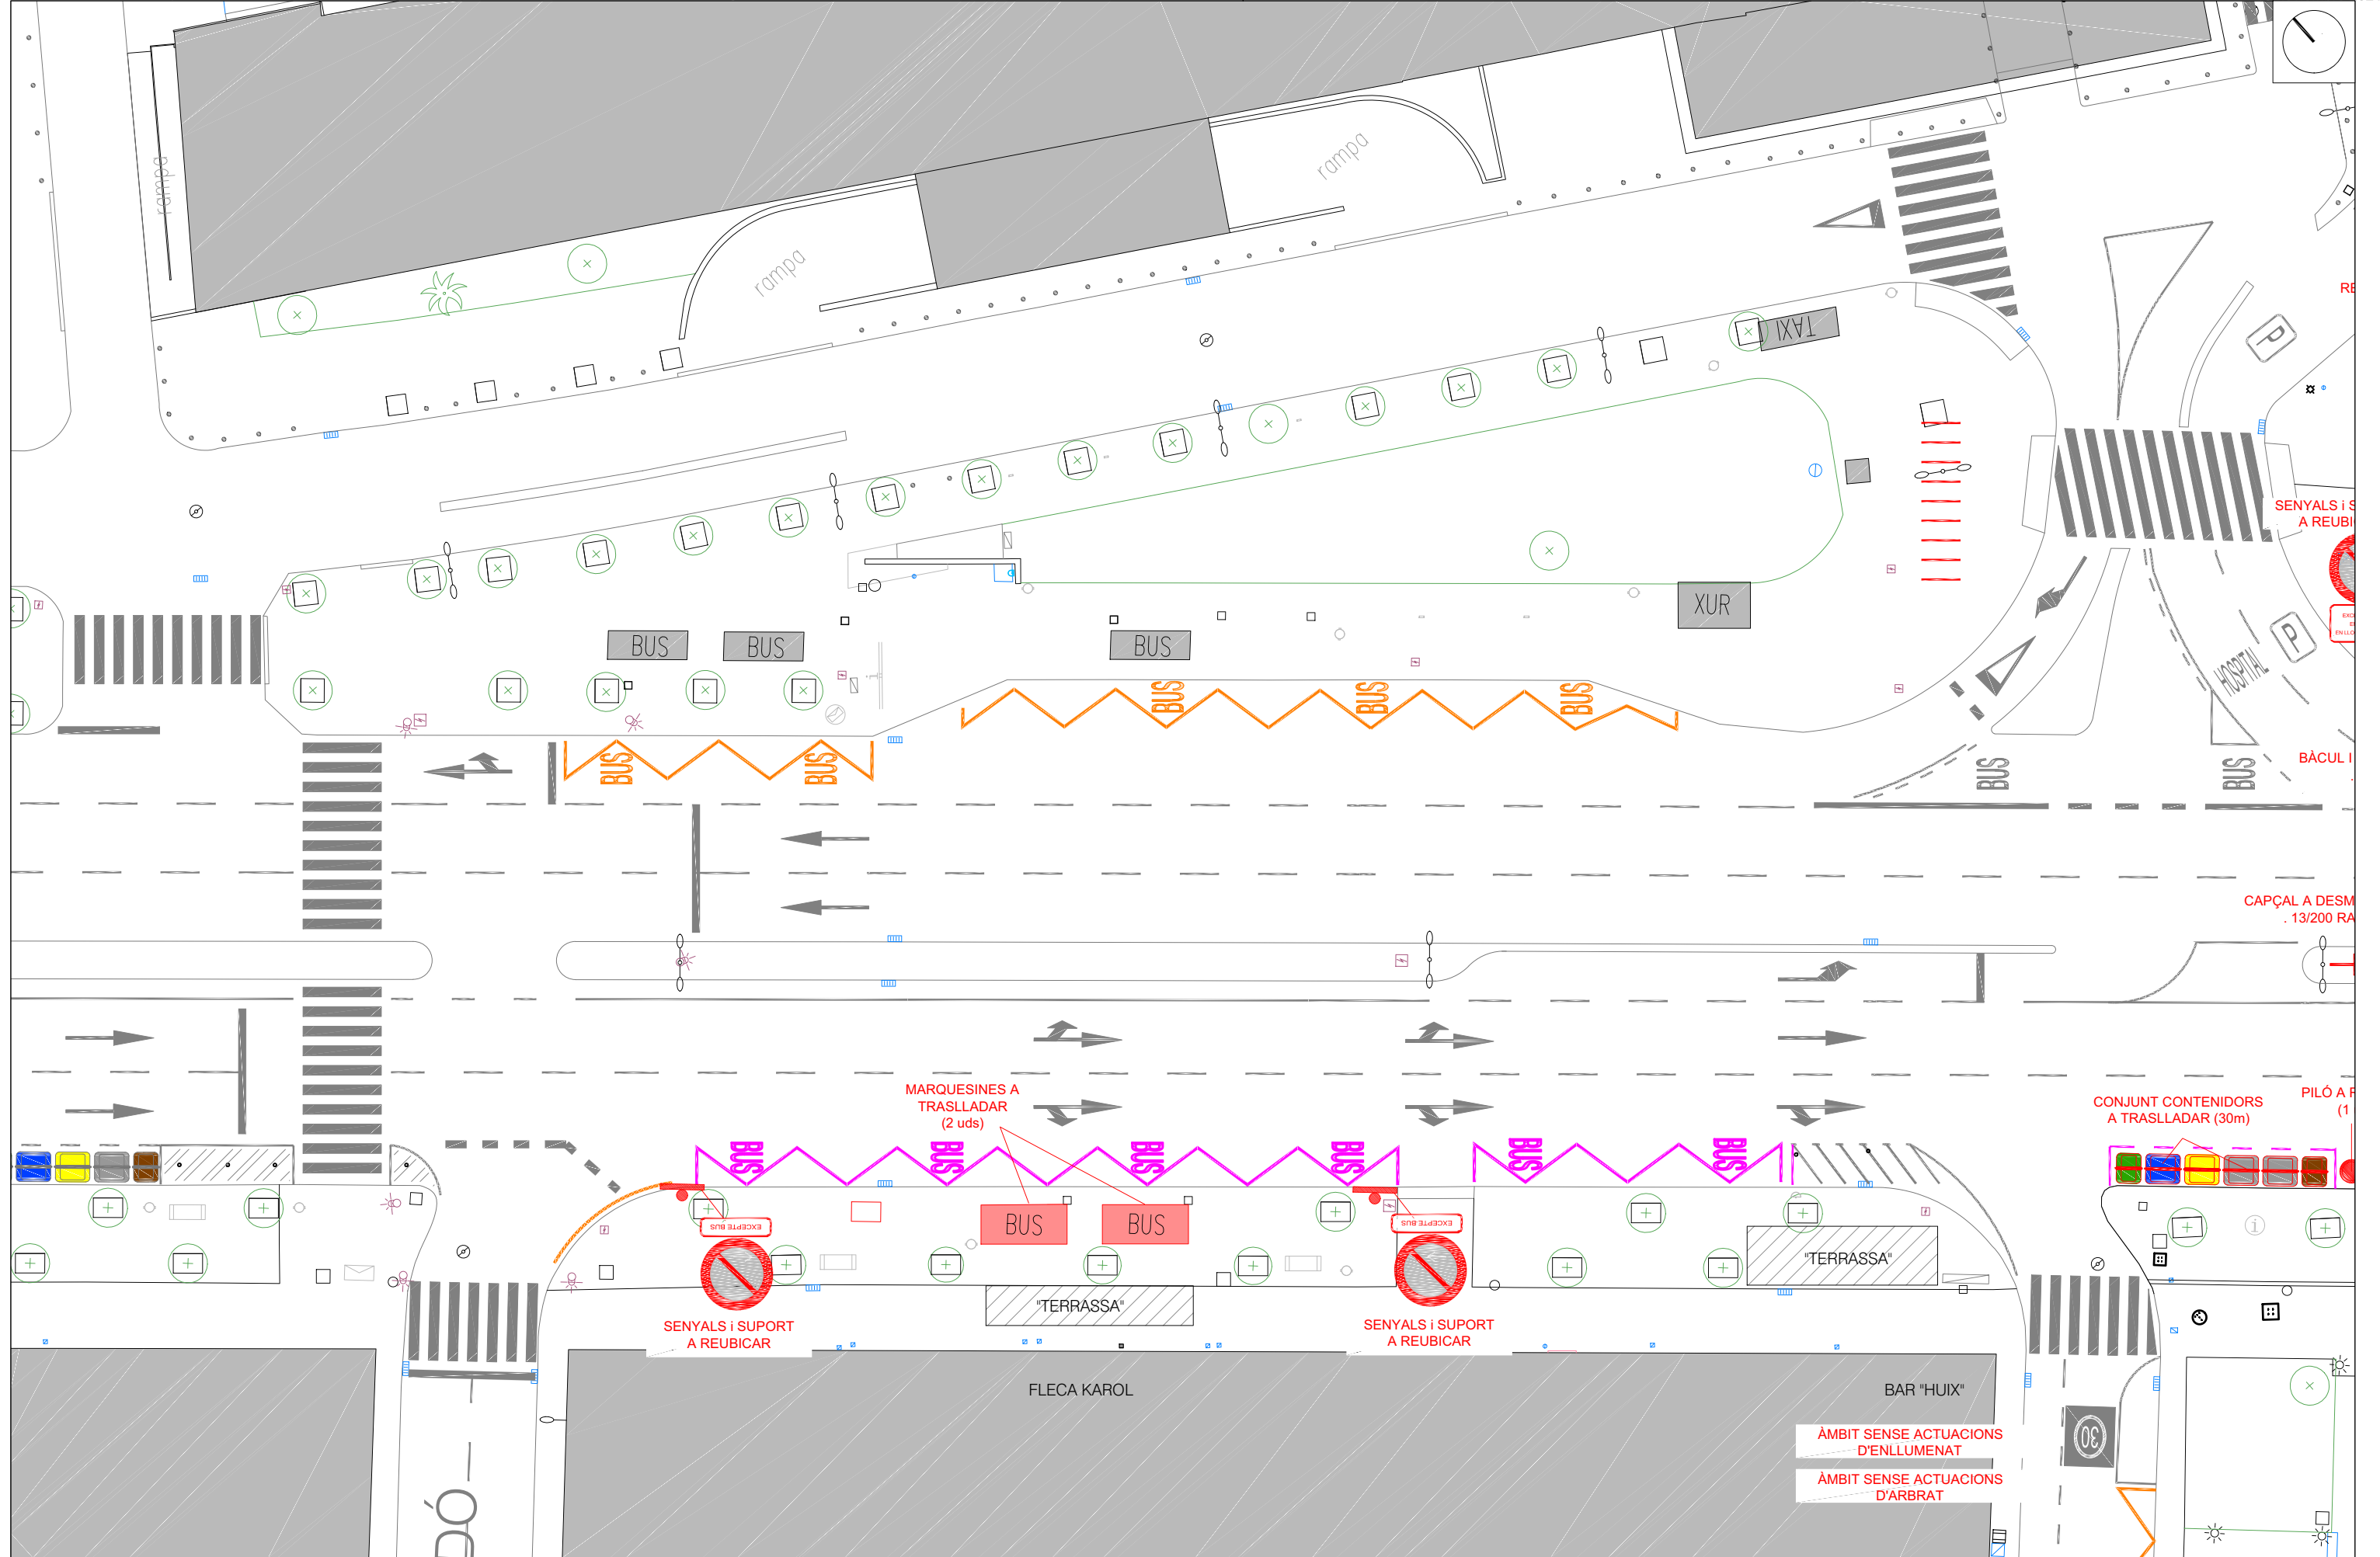 rampa
rampa
rampa
TAXI
P
RE
SENYALS i S
A REUBI
XUR
BUS
BUS
BUS
P
HOSPITAL
BUS
BUS
BUS
BUS
BUS
BUS
BUS
BÀCUL I
CAPÇAL A DESM
. 13/200 RA
MARQUESINES A
TRASLLADAR
(2 uds)
CONJUNT CONTENIDORS
A TRASLLADAR (30m)
PILÓ A
(1
BUS
BUS
BUS
BUS
BUS
BUS
BUS
BUS
EXCEPTE BUS
EXCEPTE BUS
i
"TERRASSA"
"TERRASSA"
SENYALS i SUPORT
A REUBICAR
SENYALS i SUPORT
A REUBICAR
FLECA KAROL
BAR "HUIX"
ÀMBIT SENSE ACTUACIONS
D'ENLLUMENAT
ÀMBIT SENSE ACTUACIONS
D'ARBRAT
30
DÓ